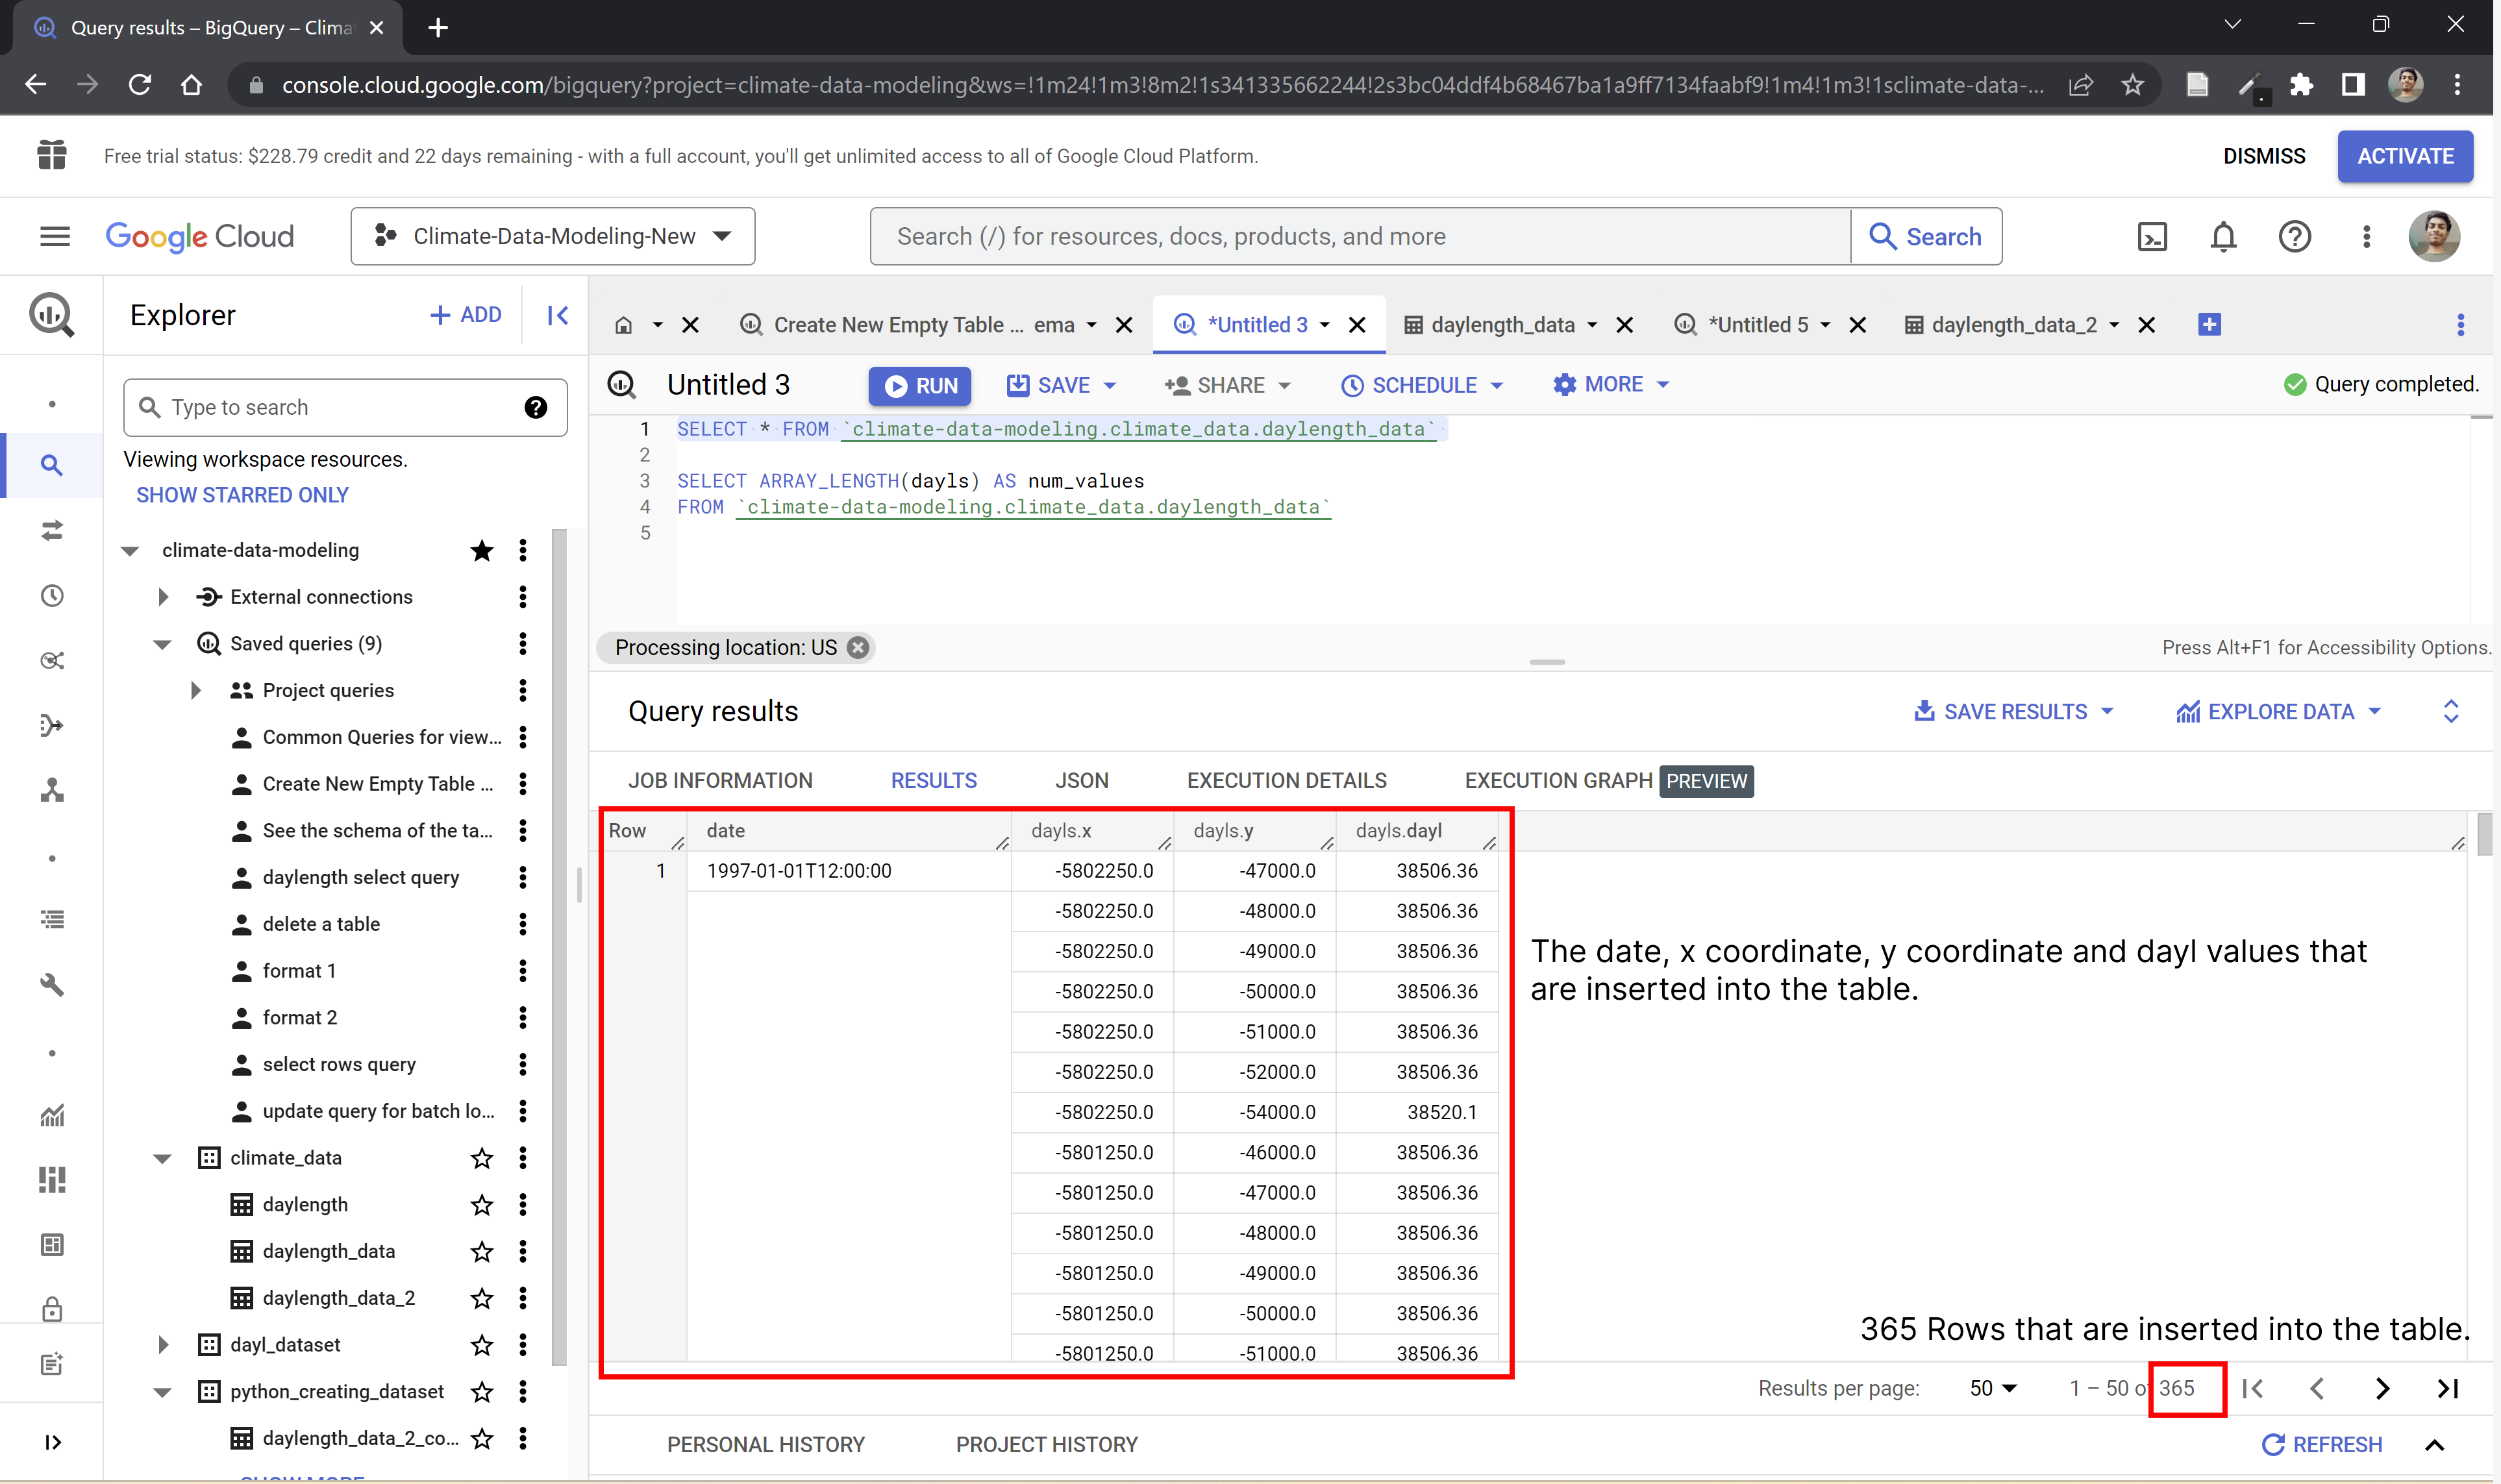 Query results – BigQuery – Clima
console.cloud.google.com/bigquery?project=climate-data-modeling&ws=!1m24!1m3!8m2!1s341335662244!2s3bc04ddf4b68467ba1a9ff7134faabf9!1m4!1m3!1sclimate-data-...
Free trial status: $228.79 credit and 22 days remaining - with a full account, you'll get unlimited access to all of Google Cloud Platform.
DISMISS
ACTIVATE
Google Cloud
Climate-Data-Modeling-New
Search (/) for resources, docs, products, and more
Search
Explorer
+ ADD
Create New Empty Table ... ema
*Untitled 3
daylength_data
*Untitled 5
daylength_data_2
Untitled 3
RUN
SAVE
SHARE
SCHEDULE
MORE
Query completed.
Type to search
Viewing workspace resources.
SHOW STARRED ONLY
climate-data-modeling
External connections
Saved queries (9)
Project queries
Common Queries for view...
Create New Empty Table ...
See the schema of the ta...
daylength select query
delete a table
format 1
format 2
select rows query
update query for batch lo...
climate_data
daylength
daylength_data
daylength_data_2
dayl_dataset
python_creating_dataset
daylength_data_2_co...
SHOW MORE
1 SELECT * FROM `climate-data-modeling.climate_data.daylength_data`
2
3 SELECT ARRAY_LENGTH(dayls) AS num_values
4 FROM `climate-data-modeling.climate_data.daylength_data`
5
Processing location: US
Press Alt+F1 for Accessibility Options.
Query results
SAVE RESULTS
EXPLORE DATA
JOB INFORMATION
RESULTS
JSON
EXECUTION DETAILS
EXECUTION GRAPH PREVIEW
Row date dayls.x dayls.y dayls.dayl
1 1997-01-01T12:00:00 -5802250.0 -47000.0 38506.36
-5802250.0 -48000.0 38506.36
-5802250.0 -49000.0 38506.36
-5802250.0 -50000.0 38506.36
-5802250.0 -51000.0 38506.36
-5802250.0 -52000.0 38506.36
-5802250.0 -54000.0 38520.1
-5801250.0 -46000.0 38506.36
-5801250.0 -47000.0 38506.36
-5801250.0 -48000.0 38506.36
-5801250.0 -49000.0 38506.36
-5801250.0 -50000.0 38506.36
-5801250.0 -51000.0 38506.36
The date, x coordinate, y coordinate and dayl values that
are inserted into the table.
365 Rows that are inserted into the table.
Results per page: 50 1 – 50 of 365
PERSONAL HISTORY
PROJECT HISTORY
REFRESH